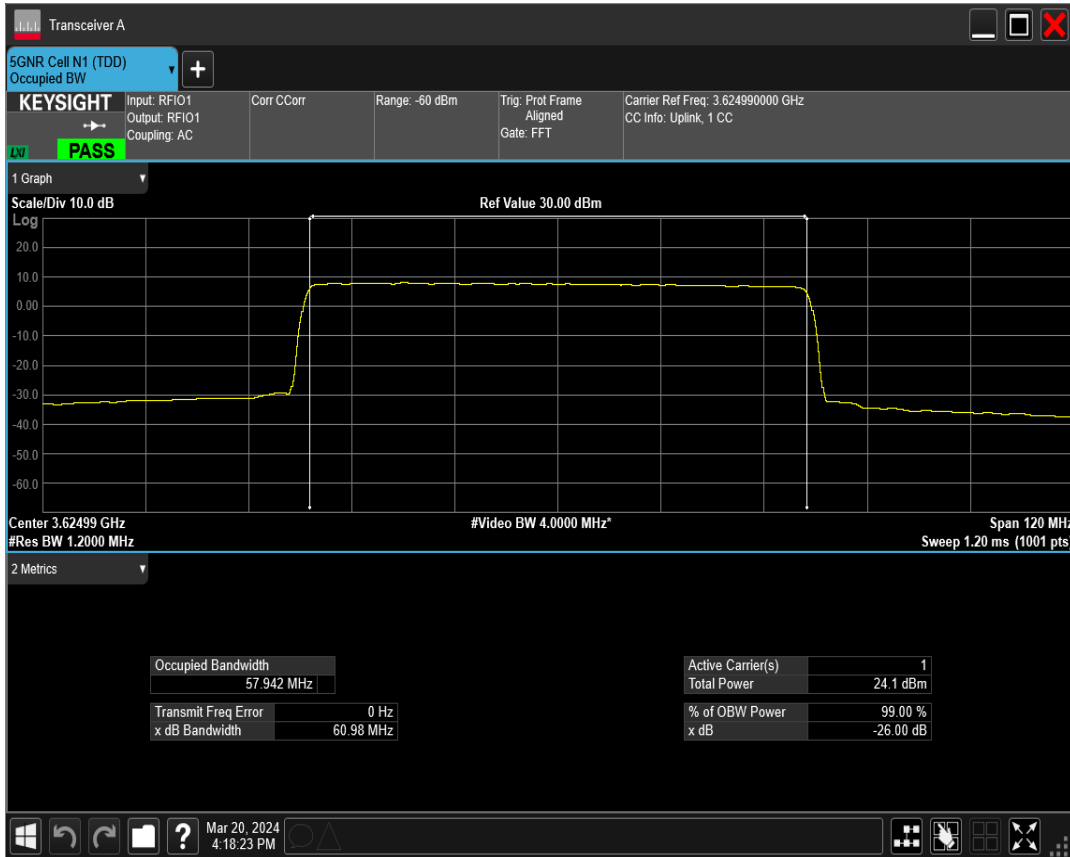 Transceiver A
5GNR Cell N1 (TDD)
Occupied BW
+
KEYSIGHT
LXI
PASS
Input: RFIO1
Output: RFIO1
Coupling: AC
Corr CCorr
Range: -60 dBm
Trig: Prot Frame
Aligned
Gate: FFT
Carrier Ref Freq: 3.624990000 GHz
CC Info: Uplink, 1 CC
1 Graph
Scale/Div 10.0 dB
Ref Value 30.00 dBm
Log
20.0
10.0
0.00
-10.0
-20.0
-30.0
-40.0
-50.0
-60.0
Center 3.62499 GHz
#Video BW 4.0000 MHz*
Span 120 MHz
#Res BW 1.2000 MHz
Sweep 1.20 ms (1001 pts)
2 Metrics
Occupied Bandwidth
57.942 MHz
Transmit Freq Error 0 Hz
x dB Bandwidth 60.98 MHz
Active Carrier(s) 1
Total Power 24.1 dBm
% of OBW Power 99.00 %
x dB -26.00 dB
?
Mar 20, 2024
4:18:23 PM